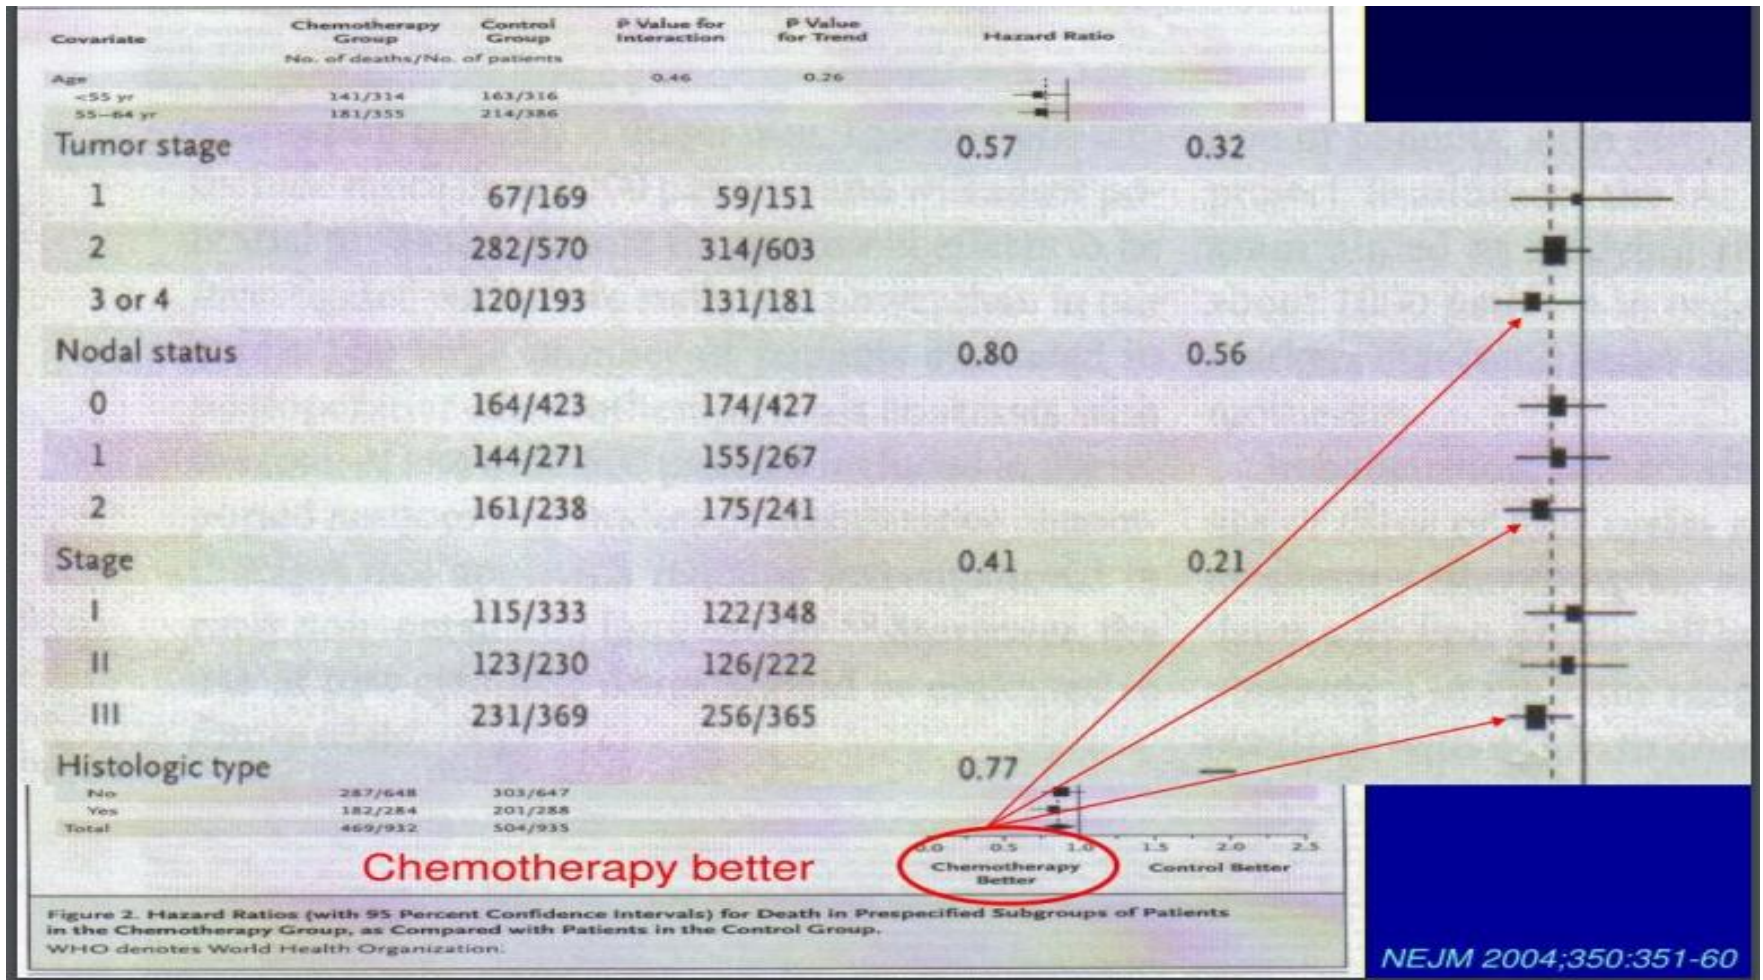 Covariate Chemotherapy Group Control Group P Value for Interaction P Value for Trend Hazard Ratio
No. of deaths/No. of patients
Age 0.46 0.26
<55 yr 141/314 163/316
55–64 yr 181/355 214/386
Tumor stage 0.57 0.32
1 67/169 59/151
2 282/570 314/603
3 or 4 120/193 131/181
Nodal status 0.80 0.56
0 164/423 174/427
1 144/271 155/267
2 161/238 175/241
Stage 0.41 0.21
I 115/333 122/348
II 123/230 126/222
III 231/369 256/365
Histologic type 0.77 —
No 287/648 303/647
Yes 182/284 201/288
Total 469/932 504/935
0.0 0.5 1.0 1.5 2.0 2.5
Chemotherapy better
Chemotherapy Better Control Better
Figure 2. Hazard Ratios (with 95 Percent Confidence Intervals) for Death in Prespecified Subgroups of Patients
in the Chemotherapy Group, as Compared with Patients in the Control Group.
WHO denotes World Health Organization.
NEJM 2004;350:351-60